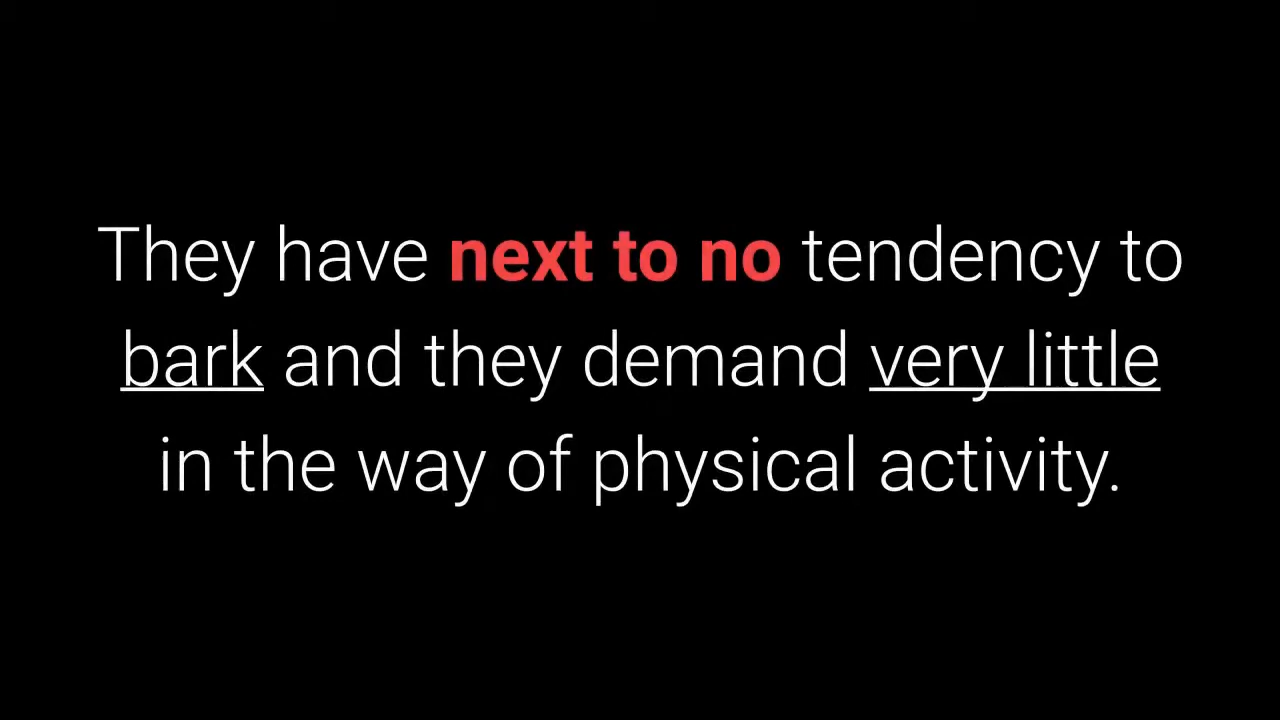 They have next to no tendency to
bark and they demand very little
in the way of physical activity.